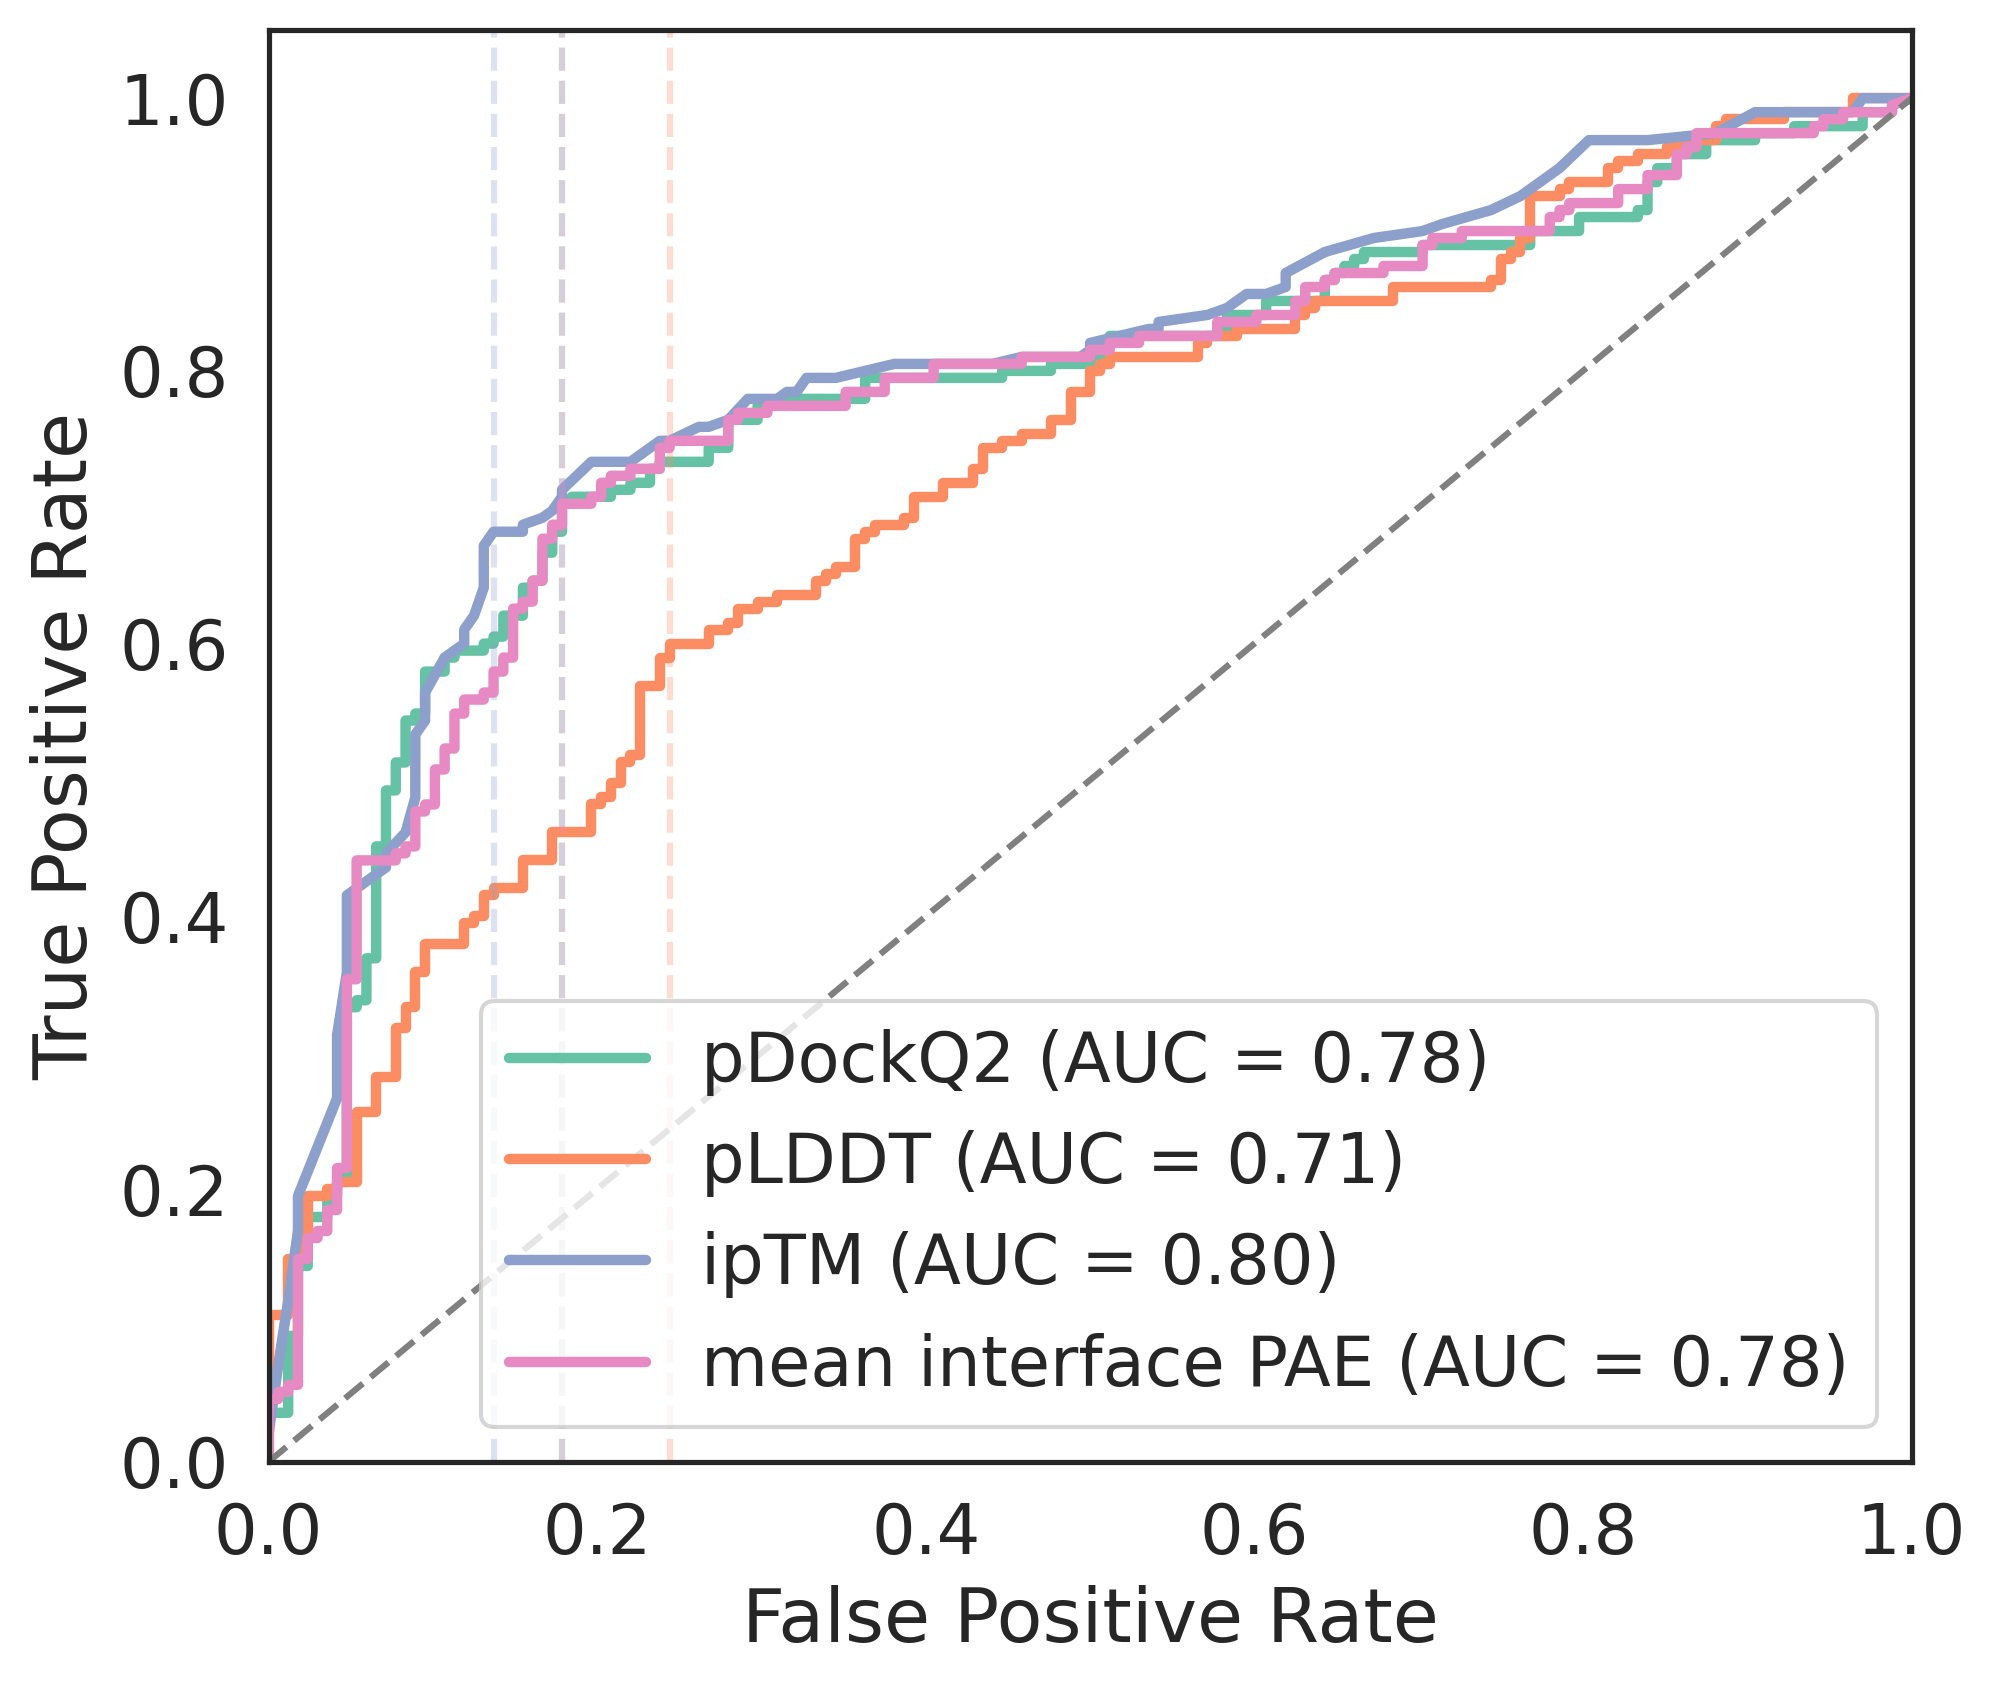 True Positive Rate
1.0
0.8
0.6
0.4
0.2
0.0
0.0 0.2 0.4 0.6 0.8 1.0
False Positive Rate
pDockQ2 (AUC = 0.78)
pLDDT (AUC = 0.71)
ipTM (AUC = 0.80)
mean interface PAE (AUC = 0.78)